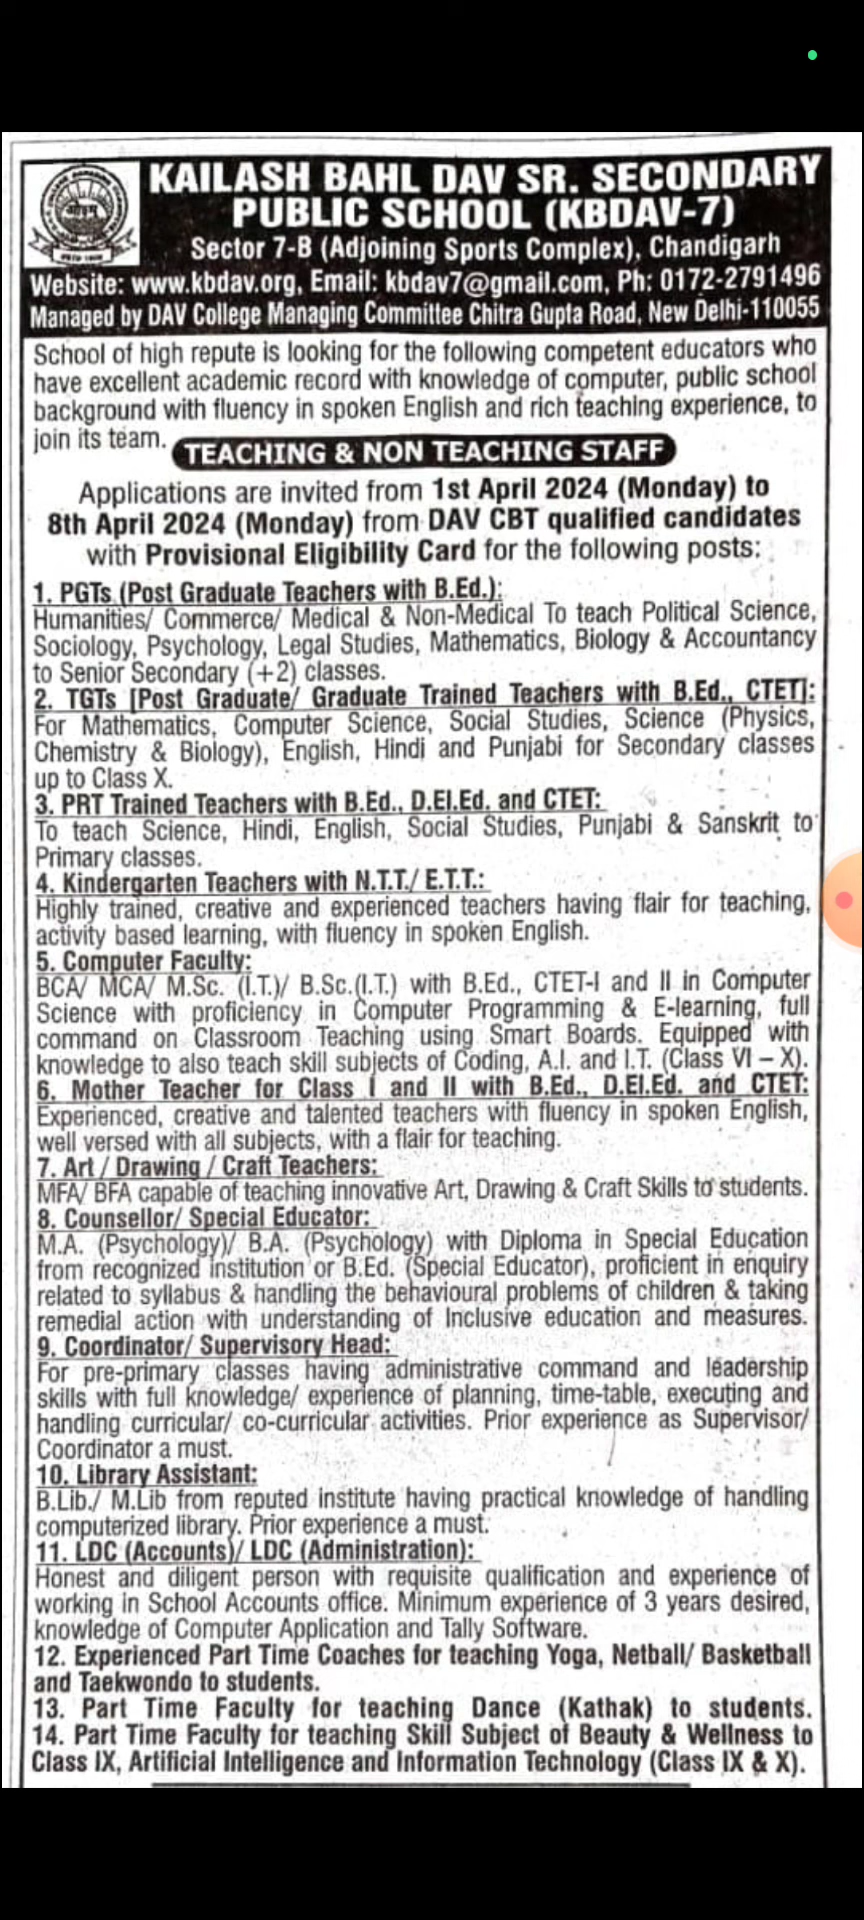 KAILASH BAHL DAV SR. SECONDARY
PUBLIC SCHOOL (KBDAV-7)
Sector 7-B (Adjoining Sports Complex), Chandigarh
Website: www.kbdav.org, Email: kbdav7@gmail.com, Ph: 0172-2791496
Managed by DAV College Managing Committee Chitra Gupta Road, New Delhi-110055
School of high repute is looking for the following competent educators who
have excellent academic record with knowledge of computer, public school
background with fluency in spoken English and rich teaching experience, to
join its team.
TEACHING & NON TEACHING STAFF
Applications are invited from 1st April 2024 (Monday) to
8th April 2024 (Monday) from DAV CBT qualified candidates
with Provisional Eligibility Card for the following posts:
1. PGTs (Post Graduate Teachers with B.Ed.):
Humanities/ Commerce/ Medical & Non-Medical To teach Political Science,
Sociology, Psychology, Legal Studies, Mathematics, Biology & Accountancy
to Senior Secondary (+2) classes.
2. TGTs [Post Graduate/ Graduate Trained Teachers with B.Ed., CTET]:
For Mathematics, Computer Science, Social Studies, Science (Physics,
Chemistry & Biology), English, Hindi and Punjabi for Secondary classes
up to Class X.
3. PRT Trained Teachers with B.Ed., D.El.Ed. and CTET:
To teach Science, Hindi, English, Social Studies, Punjabi & Sanskrit to
Primary classes.
4. Kindergarten Teachers with N.T.T./ E.T.T.:
Highly trained, creative and experienced teachers having flair for teaching,
activity based learning, with fluency in spoken English.
5. Computer Faculty:
BCA/ MCA/ M.Sc. (I.T.)/ B.Sc.(I.T.) with B.Ed., CTET-I and II in Computer
Science with proficiency in Computer Programming & E-learning, full
command on Classroom Teaching using Smart Boards. Equipped with
knowledge to also teach skill subjects of Coding, A.I. and I.T. (Class VI – X).
6. Mother Teacher for Class I and II with B.Ed., D.El.Ed. and CTET:
Experienced, creative and talented teachers with fluency in spoken English,
well versed with all subjects, with a flair for teaching.
7. Art / Drawing / Craft Teachers:
MFA/ BFA capable of teaching innovative Art, Drawing & Craft Skills to students.
8. Counsellor/ Special Educator:
M.A. (Psychology)/ B.A. (Psychology) with Diploma in Special Education
from recognized institution or B.Ed. (Special Educator), proficient in enquiry
related to syllabus & handling the behavioural problems of children & taking
remedial action with understanding of Inclusive education and measures.
9. Coordinator/ Supervisory Head:
For pre-primary classes having administrative command and leadership
skills with full knowledge/ experience of planning, time-table, executing and
handling curricular/ co-curricular activities. Prior experience as Supervisor/
Coordinator a must.
10. Library Assistant:
B.Lib./ M.Lib from reputed institute having practical knowledge of handling
computerized library. Prior experience a must.
11. LDC (Accounts)/ LDC (Administration):
Honest and diligent person with requisite qualification and experience of
working in School Accounts office. Minimum experience of 3 years desired,
knowledge of Computer Application and Tally Software.
12. Experienced Part Time Coaches for teaching Yoga, Netball/ Basketball
and Taekwondo to students.
13. Part Time Faculty for teaching Dance (Kathak) to students.
14. Part Time Faculty for teaching Skill Subject of Beauty & Wellness to
Class IX, Artificial Intelligence and Information Technology (Class IX & X).